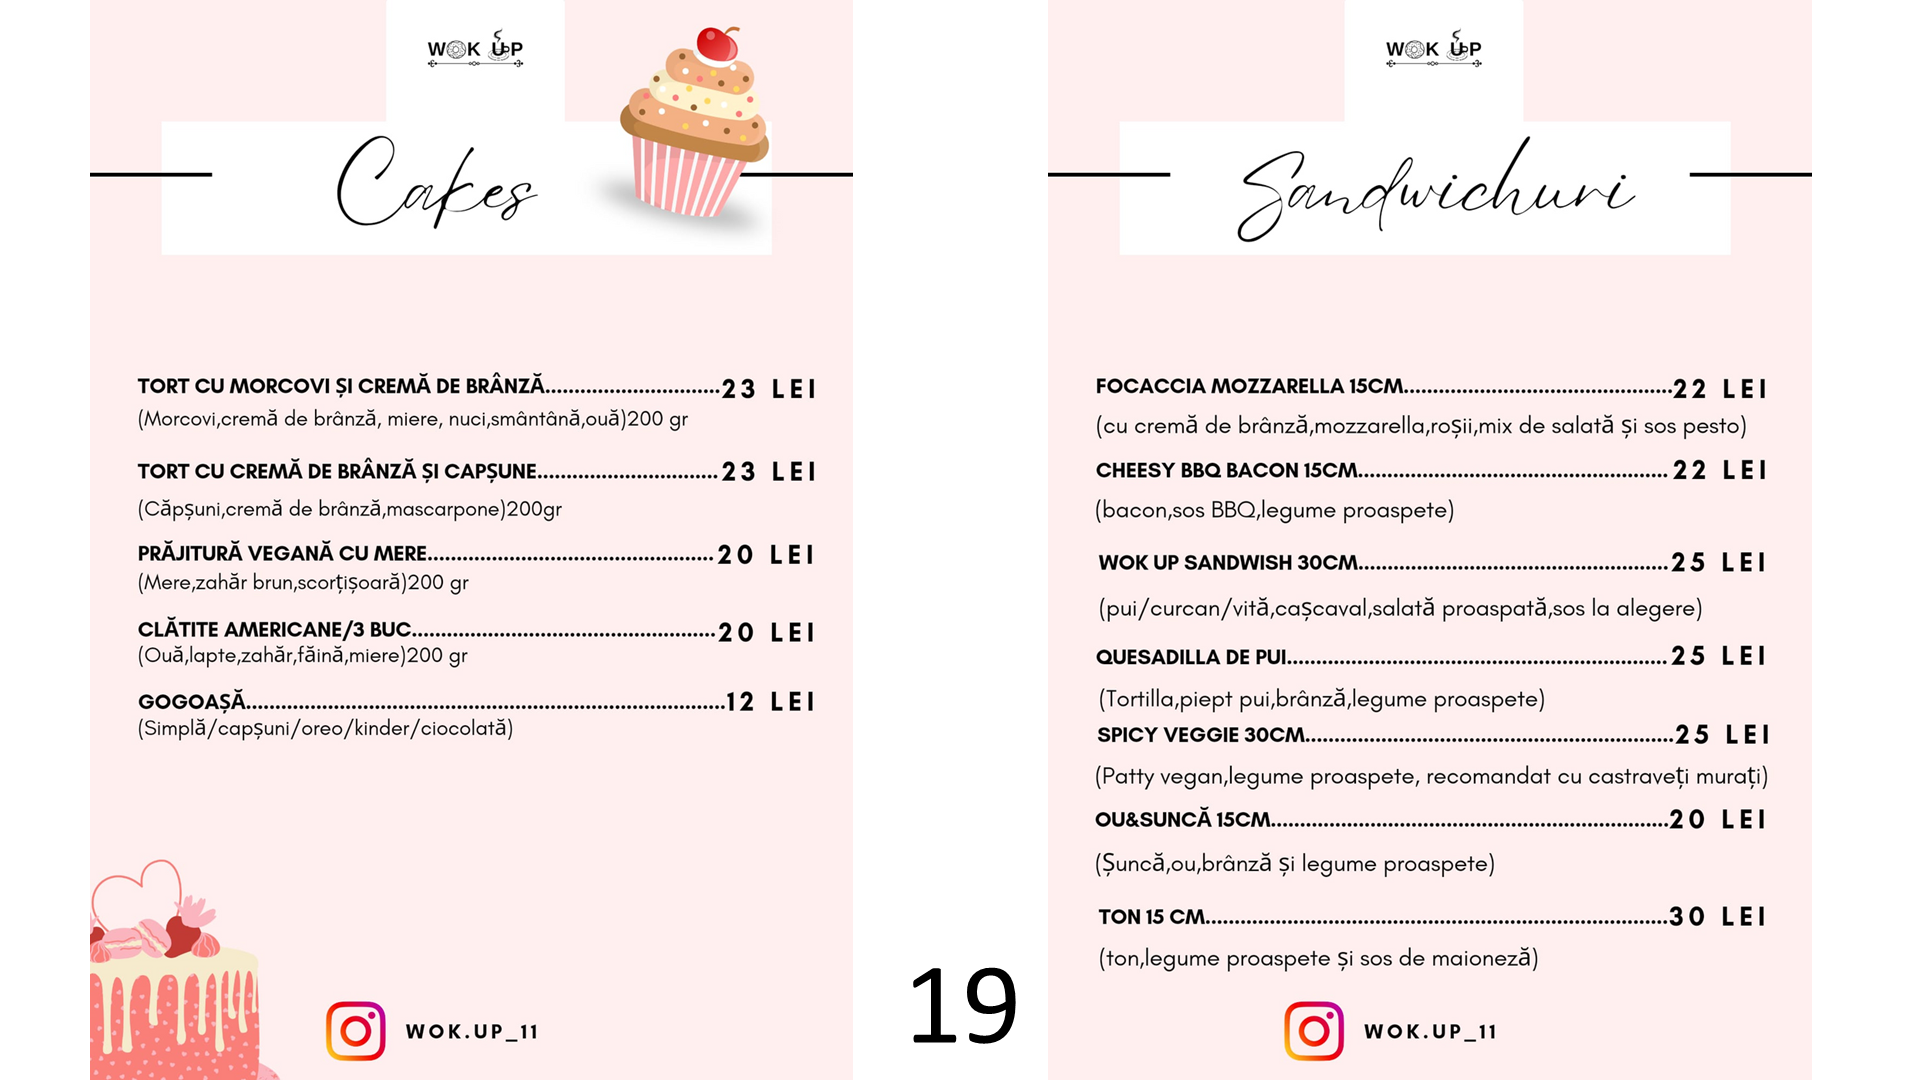 WOK UP
Cakes
TORT CU MORCOVI ȘI CREMĂ DE BRÂNZĂ..............................23 LEI
(Morcovi,cremă de brânză, miere, nuci,smântână,ouă)200 gr
TORT CU CREMĂ DE BRÂNZĂ ȘI CAPȘUNE...............................23 LEI
(Căpșuni,cremă de brânză,mascarpone)200gr
PRĂJITURĂ VEGANĂ CU MERE.................................................20 LEI
(Mere,zahăr brun,scorțișoară)200 gr
CLĂTITE AMERICANE/3 BUC....................................................20 LEI
(Ouă,lapte,zahăr,făină,miere)200 gr
GOGOAȘĂ..................................................................................12 LEI
(Simplă/capșuni/oreo/kinder/ciocolată)
WOK.UP_11
19
WOK UP
Sandwichuri
FOCACCIA MOZZARELLA 15CM..............................................22 LEI
(cu cremă de brânză,mozzarella,roșii,mix de salată și sos pesto)
CHEESY BBQ BACON 15CM.....................................................22 LEI
(bacon,sos BBQ,legume proaspete)
WOK UP SANDWISH 30CM.....................................................25 LEI
(pui/curcan/vită,cașcaval,salată proaspată,sos la alegere)
QUESADILLA DE PUI.................................................................25 LEI
(Tortilla,piept pui,brânză,legume proaspete)
SPICY VEGGIE 30CM...............................................................25 LEI
(Patty vegan,legume proaspete, recomandat cu castraveți murați)
OU&SUNCĂ 15CM....................................................................20 LEI
(Șuncă,ou,brânză și legume proaspete)
TON 15 CM...............................................................................30 LEI
(ton,legume proaspete și sos de maioneză)
WOK.UP_11